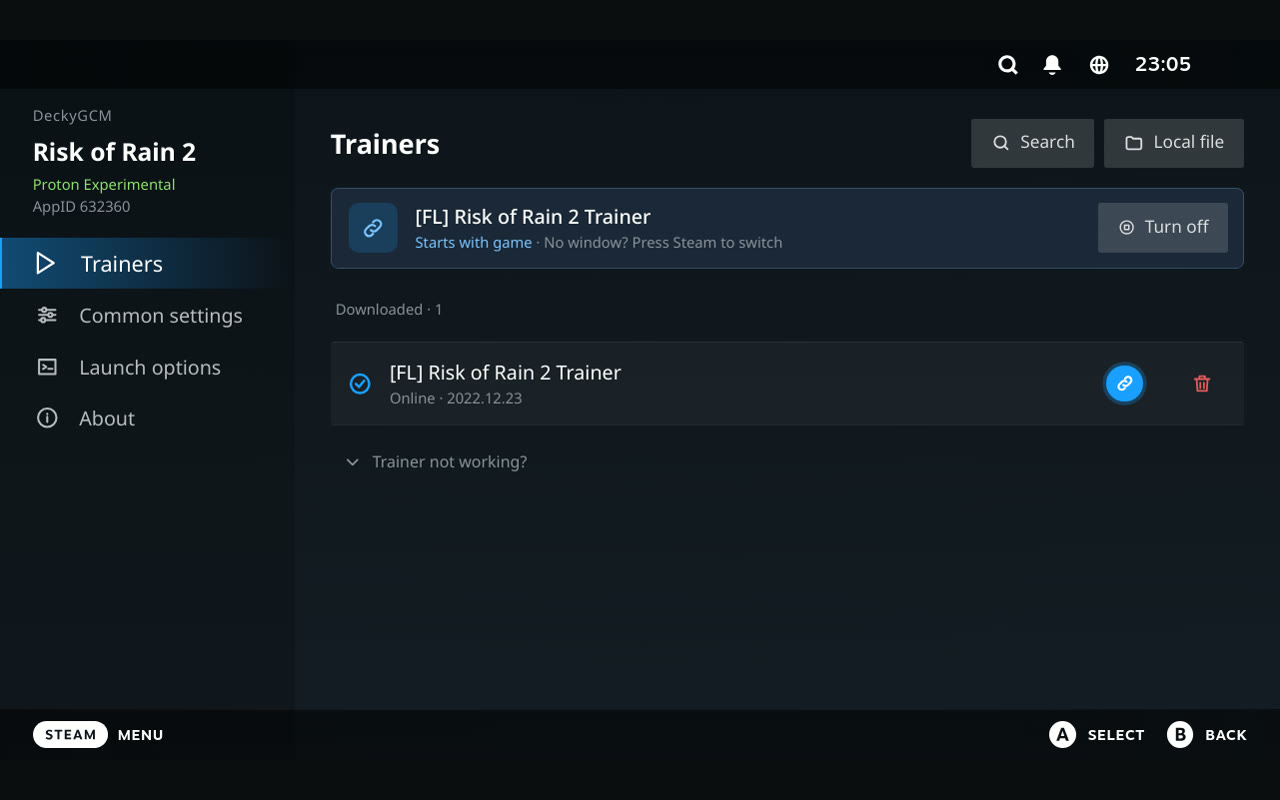 23:05
DeckyGCM
Risk of Rain 2
Proton Experimental
AppID 632360
Trainers
Common settings
Launch options
About
Trainers
Search
Local file
[FL] Risk of Rain 2 Trainer
Starts with game · No window? Press Steam to switch
Turn off
Downloaded · 1
[FL] Risk of Rain 2 Trainer
Online · 2022.12.23
Trainer not working?
STEAM MENU
A SELECT B BACK